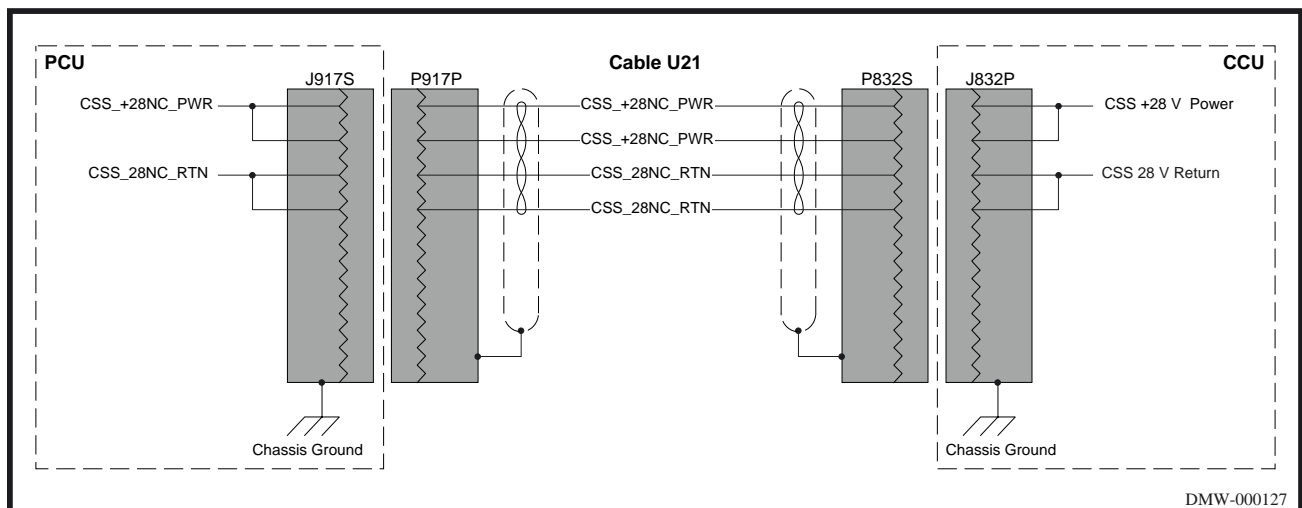 PCU
Cable U21
CCU
J917S
P917P
P832S
J832P
CSS_+28NC_PWR
CSS_+28NC_PWR
CSS +28 V Power
CSS_+28NC_PWR
CSS_28NC_RTN
CSS_28NC_RTN
CSS 28 V Return
CSS_28NC_RTN
Chassis Ground
Chassis Ground
DMW-000127